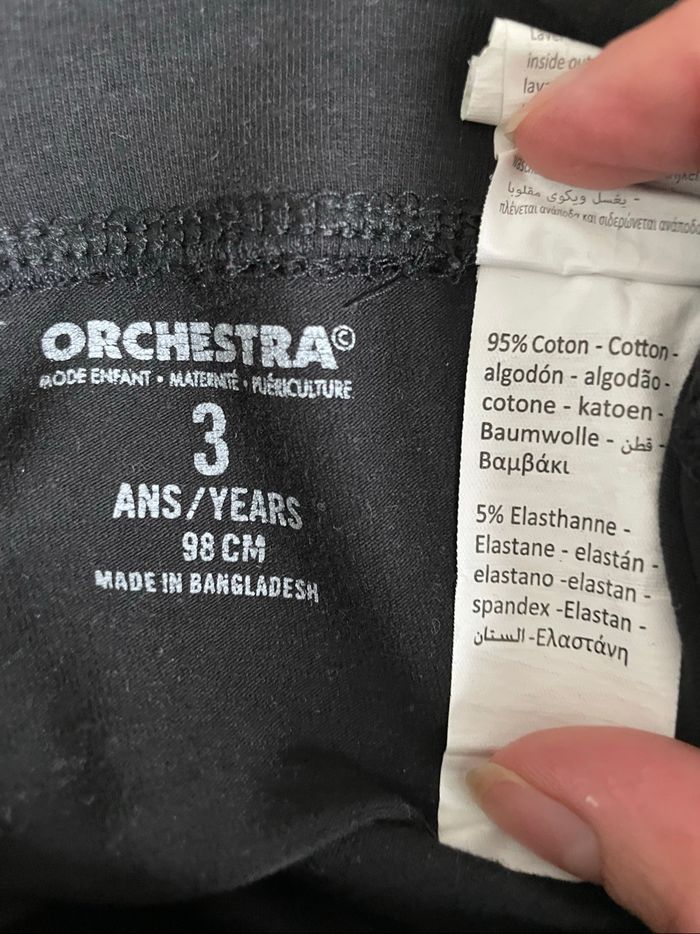 ORCHESTRA©
MODE ENFANT • MATERNITÉ • PUÉRICULTURE
3
ANS/YEARS
98 CM
MADE IN BANGLADESH
inside
- يغسل ويكوى مقلوبا
πλένεται ανάποδα και σιδερώνεται ανάποδα
95% Coton - Cotton -
algodón - algodão -
cotone - katoen -
Baumwolle - قطن -
Βαμβάκι
5% Elasthanne -
Elastane - elastán -
elastano -elastan -
spandex -Elastan -
الستان -Ελαστάνη